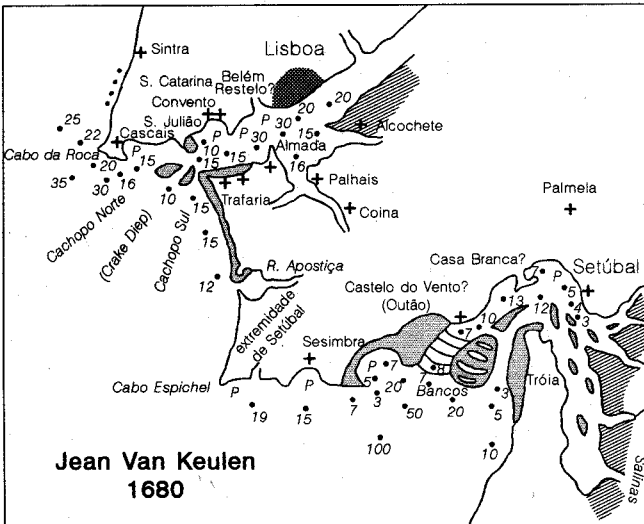 Lisboa
Sintra
S. Catarina
Belém
Restelo?
Convento
S. Julião
Cascais
Cabo da Roca
25
22
20
35
30
16
P
15
10
15
P
15
P
30
P
30
20
20
15
16
Almada
Alcochete
Palhais
Coina
Trafaria
Cachopo Norte
(Crake Diep)
Cachopo Sul
10
15
15
12
R. Apostiça
extremidade
de Setúbal
Cabo Espichel
Sesimbra
P
P
19
15
Palmela
Casa Branca?
Setúbal
Castelo do Vento?
(Outão)
P
5
4
3
12
13
10
7
P
7
5
3
20
7
8
Bancos
7
50
20
3
5
100
10
Tróia
Salinas
Jean Van Keulen
1680